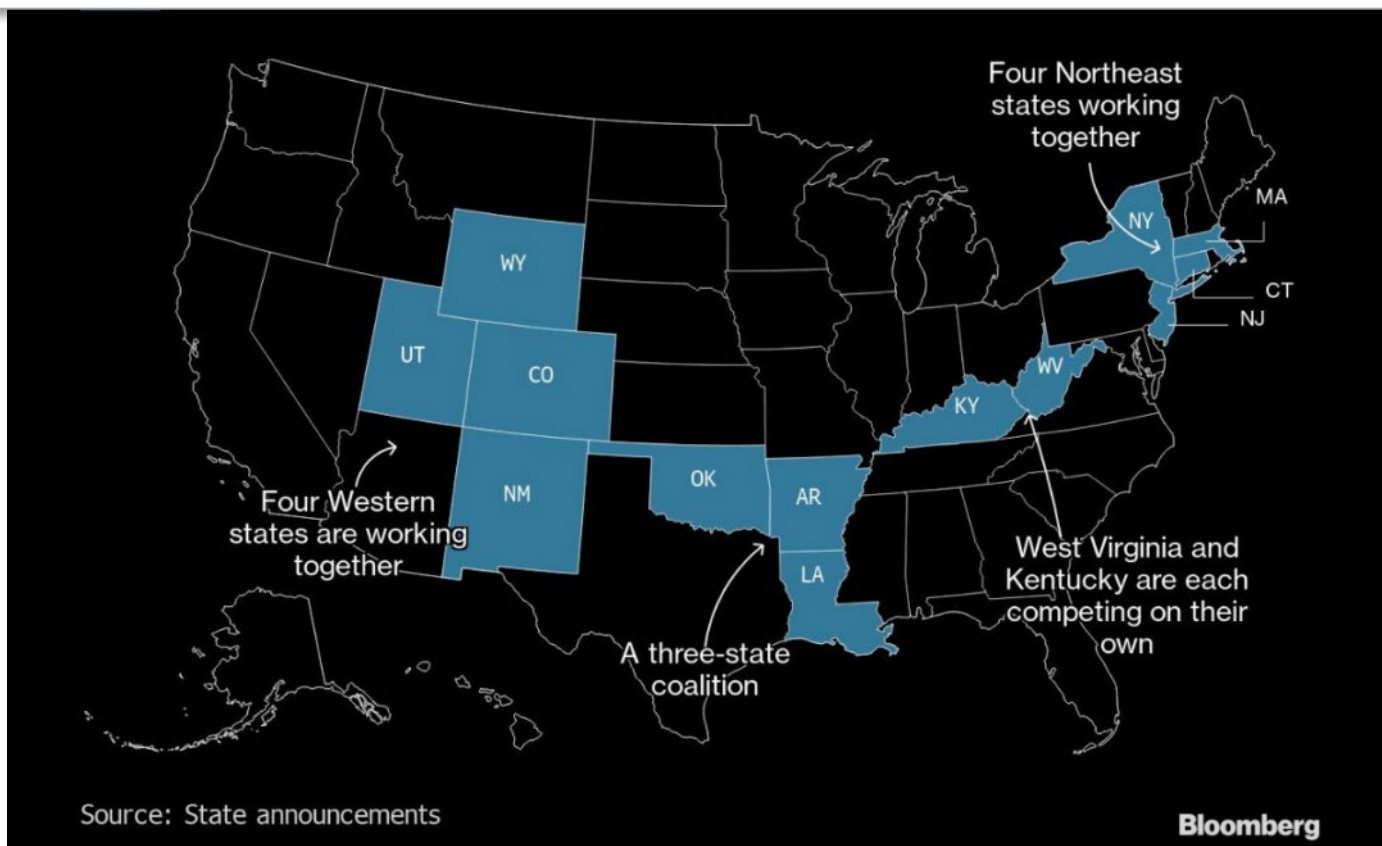 Four Northeast
states working
together
MA
NY
CT
NJ
WY
UT
CO
WV
KY
NM
OK
AR
LA
Four Western
states are working
together
West Virginia and
Kentucky are each
competing on their
own
A three-state
coalition
Source: State announcements
Bloomberg